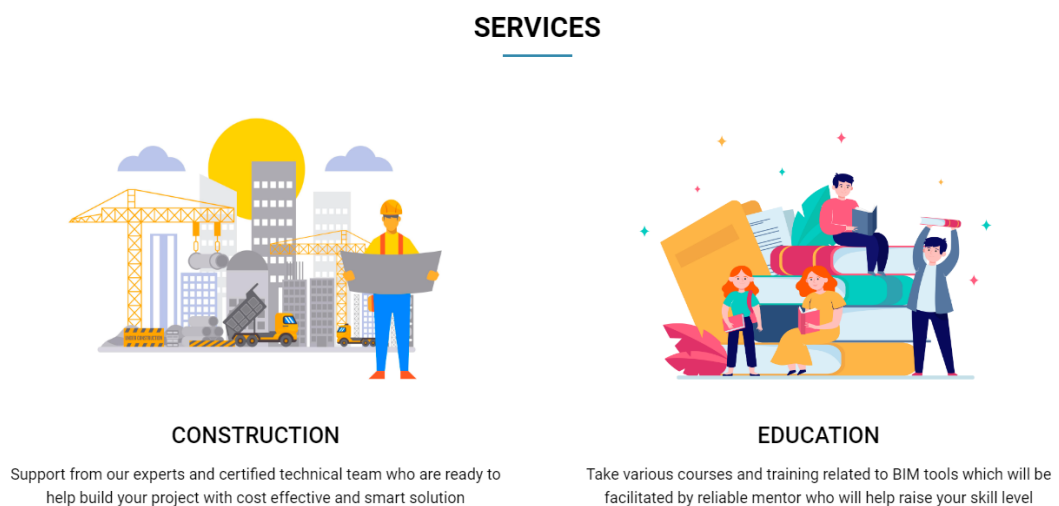 SERVICES
CONSTRUCTION
Support from our experts and certified technical team who are ready to
help build your project with cost effective and smart solution
EDUCATION
Take various courses and training related to BIM tools which will be
facilitated by reliable mentor who will help raise your skill level